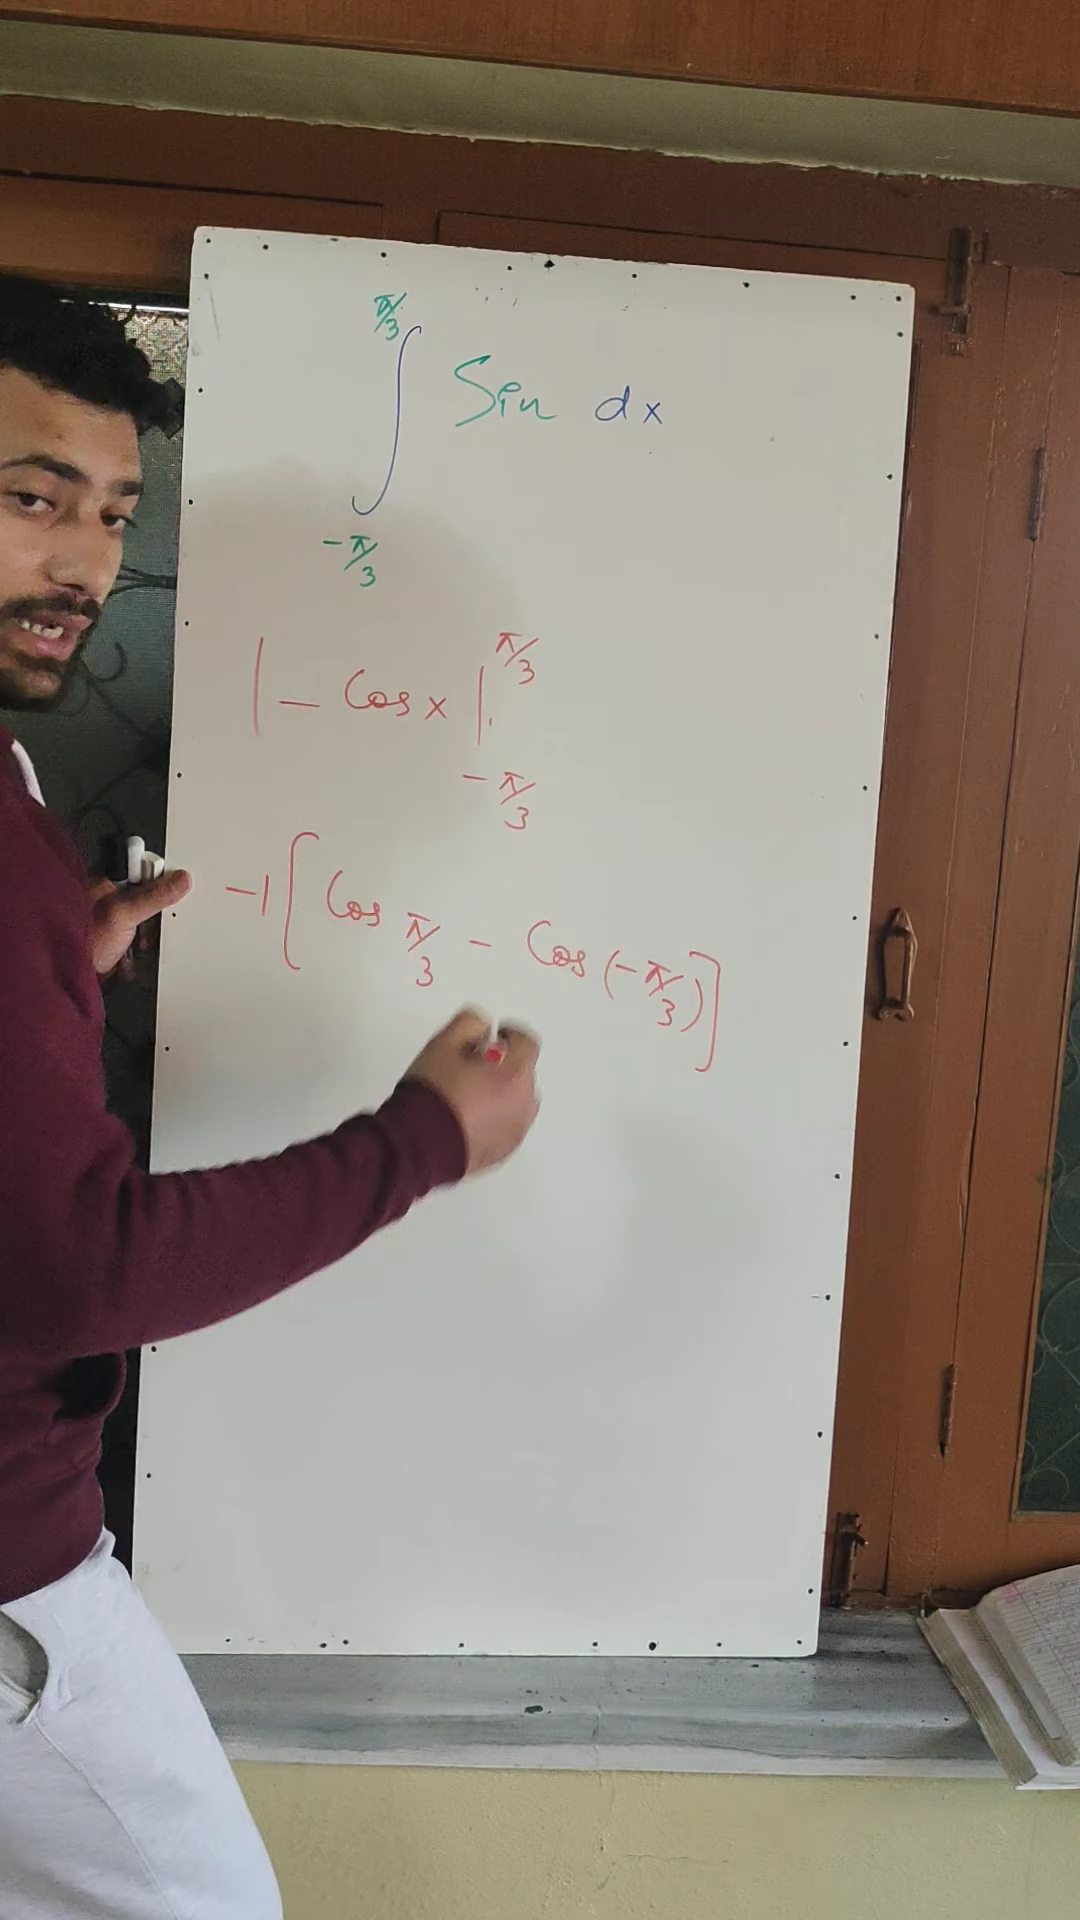 ∫_{-π/3}^{π/3} Sin dx
|- Cos x|_{-π/3}^{π/3}
-1[Cos π/3 - Cos(-π/3)]